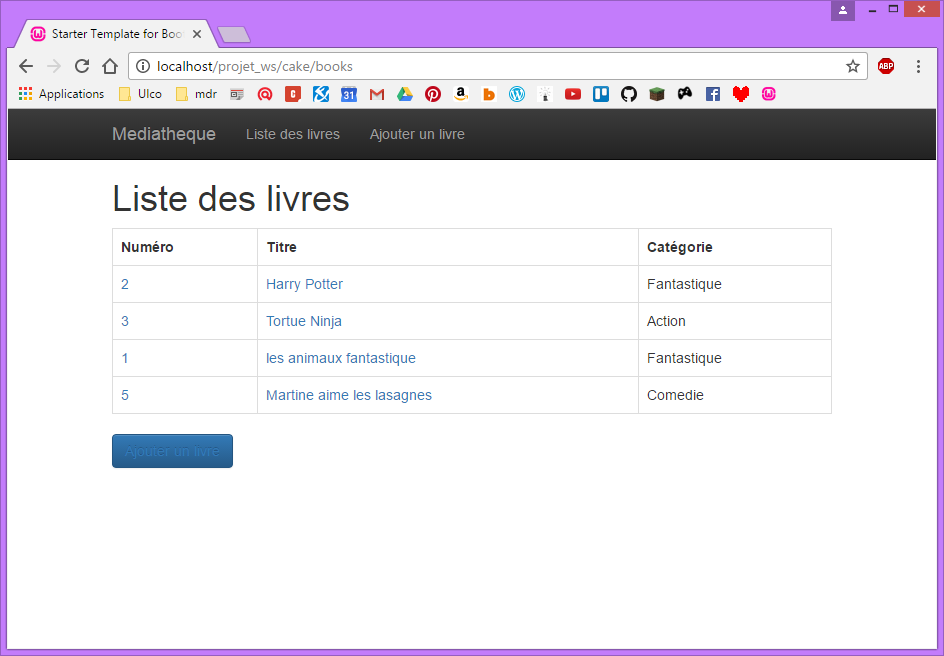 Starter Template for Boo
localhost/projet_ws/cake/books
ABP
Applications Ulco mdr 31
Mediatheque Liste des livres Ajouter un livre
Liste des livres
Numéro Titre Catégorie
2 Harry Potter Fantastique
3 Tortue Ninja Action
1 les animaux fantastique Fantastique
5 Martine aime les lasagnes Comedie
Ajouter un livre